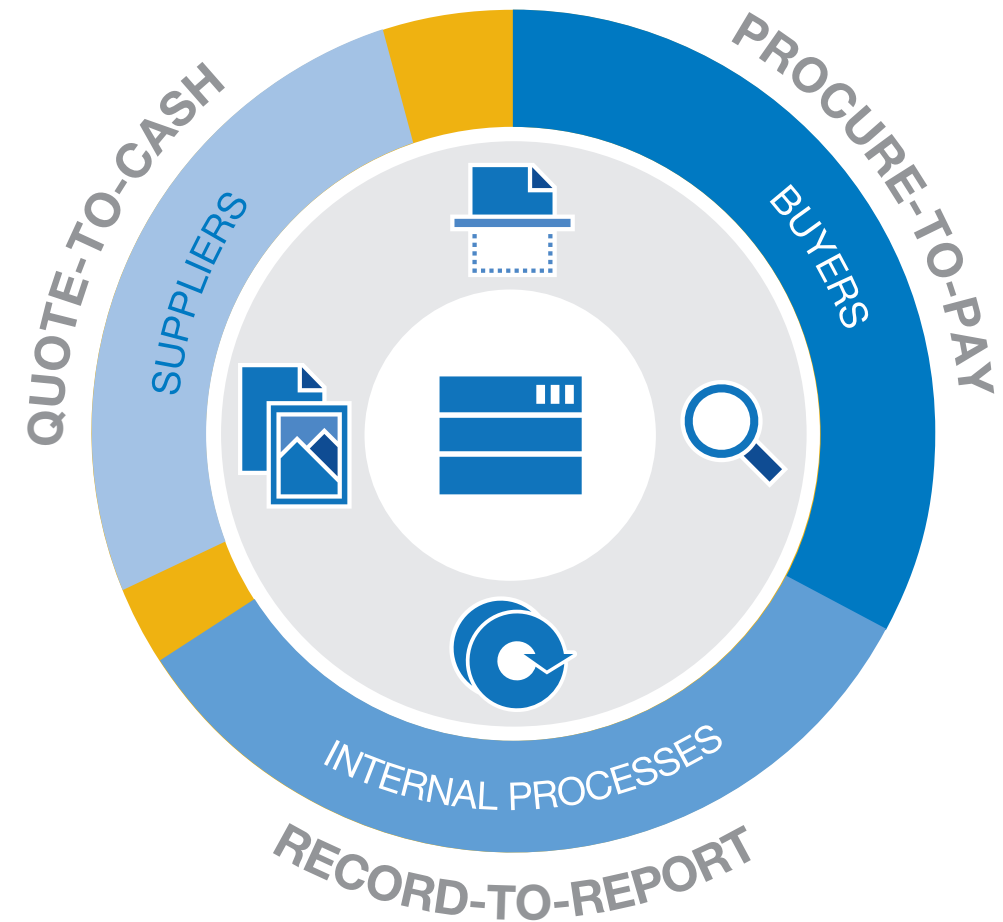 QUOTE-TO-CASH
SUPPLIERS
PROCURE-TO-PAY
BUYERS
INTERNAL PROCESSES
RECORD-TO-REPORT